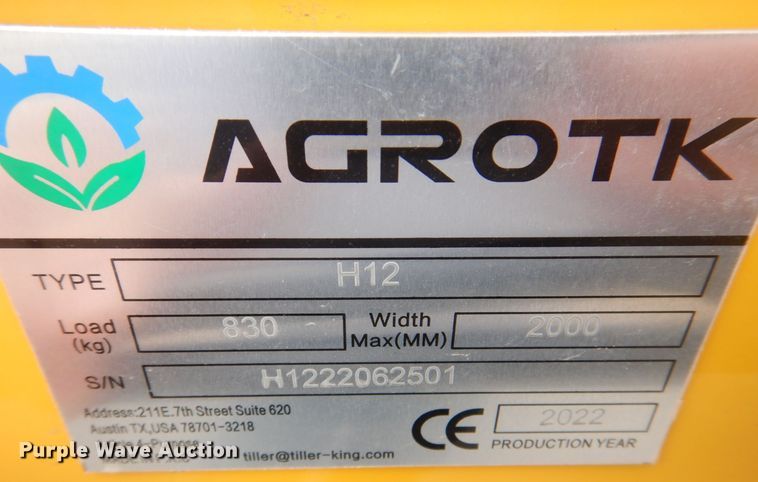 AGROTK
TYPE H12
Load (kg) 830 Width Max(MM) 2000
S/N H1222062501
Address:211E.7th Street Suite 620
Austin TX,USA 78701-3218
tiller@tiller-king.com
CE 2022
PRODUCTION YEAR
Purple Wave Auction